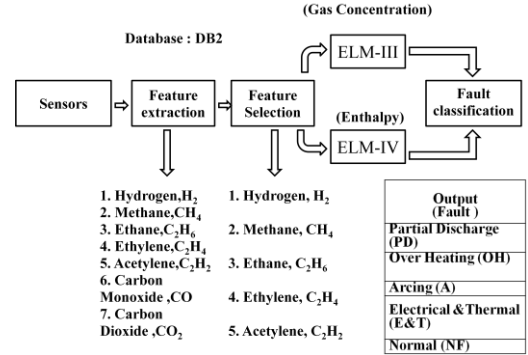 (Gas Concentration)
Database : DB2
ELM-III
Sensors
Feature
extraction
Feature
Selection
Fault
classification
(Enthalpy)
ELM-IV
1. Hydrogen,H₂
2. Methane,CH₄
3. Ethane,C₂H₆
4. Ethylene,C₂H₄
5. Acetylene,C₂H₂
6. Carbon
Monoxide ,CO
7. Carbon
Dioxide ,CO₂
1. Hydrogen, H₂
2. Methane, CH₄
3. Ethane, C₂H₆
4. Ethylene, C₂H₄
5. Acetylene, C₂H₂
Output
(Fault )
Partial Discharge
(PD)
Over Heating (OH)
Arcing (A)
Electrical &Thermal
(E&T)
Normal (NF)